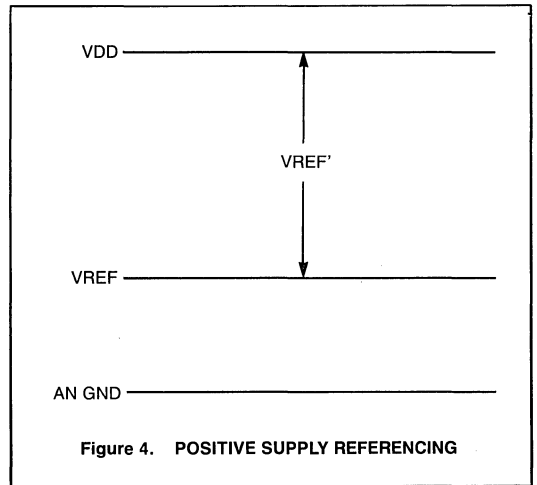 VDD
VREF'
VREF
AN GND
Figure 4. POSITIVE SUPPLY REFERENCING